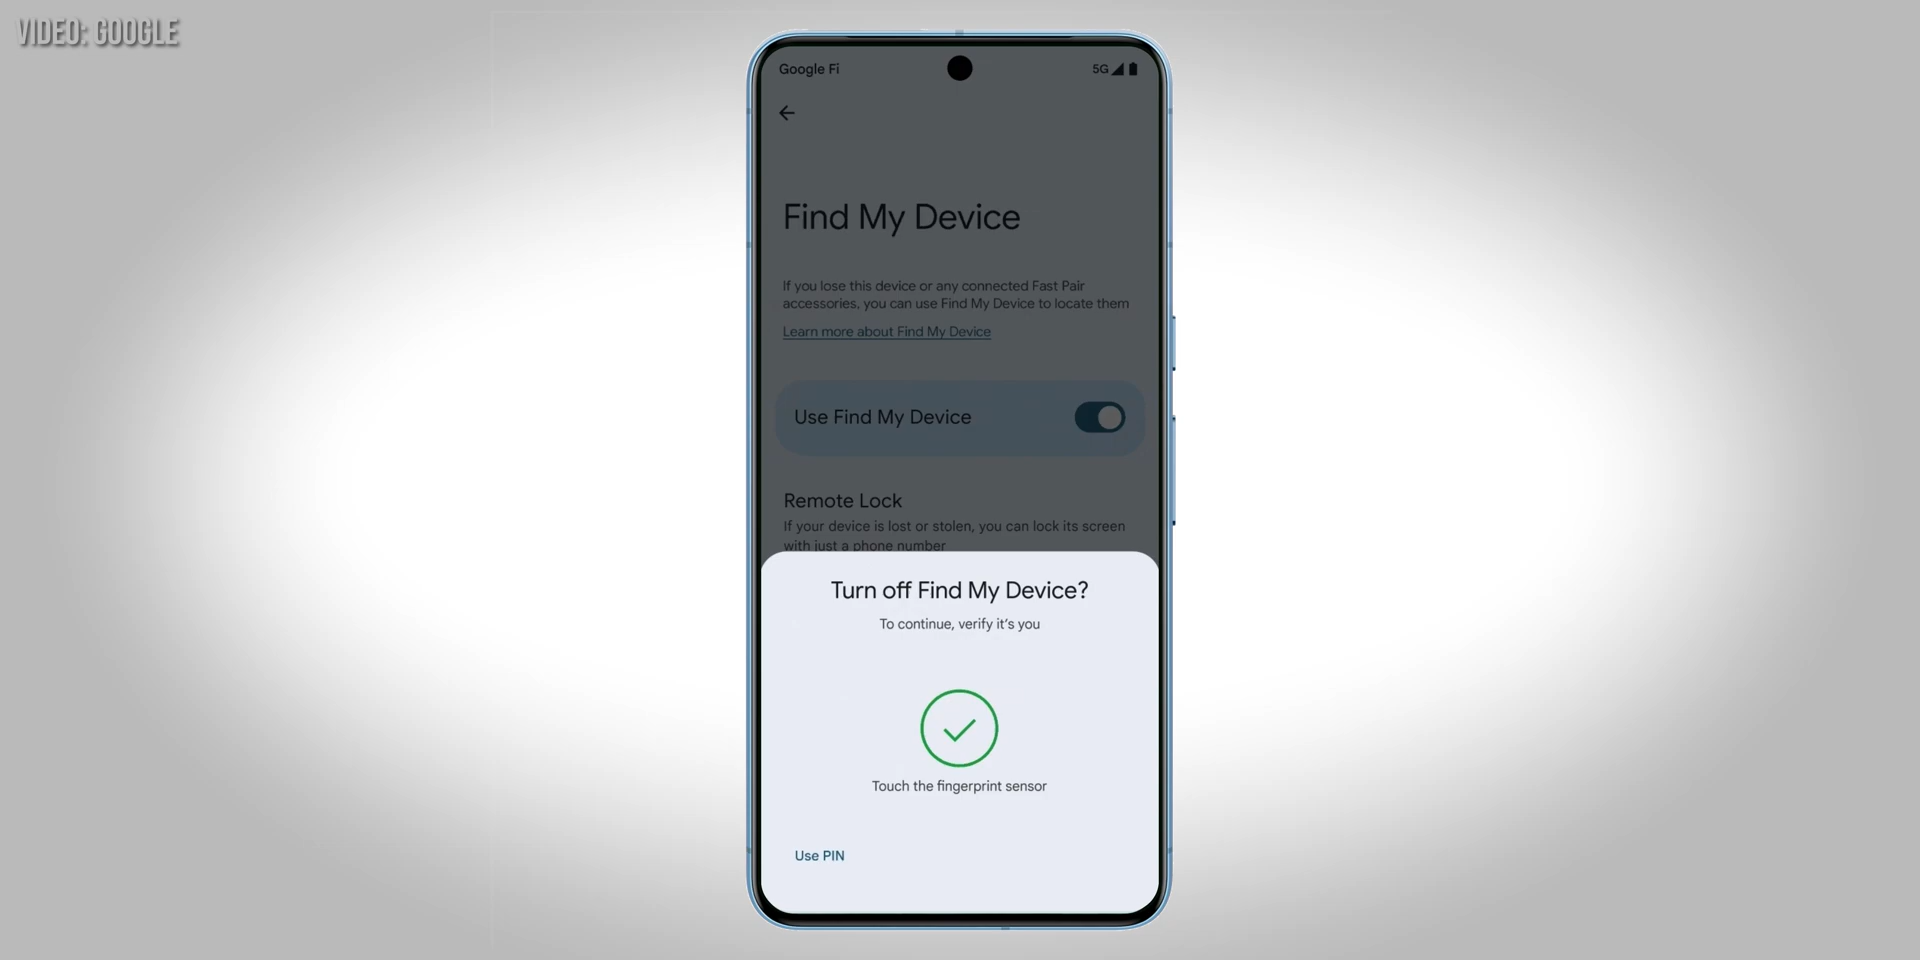 VIDEO: GOOGLE
Google Fi
5G
Find My Device
If you lose this device or any connected Fast Pair
accessories, you can use Find My Device to locate them
Learn more about Find My Device
Use Find My Device
Remote Lock
If your device is lost or stolen, you can lock its screen
with just a phone number
Turn off Find My Device?
To continue, verify it's you
Touch the fingerprint sensor
Use PIN